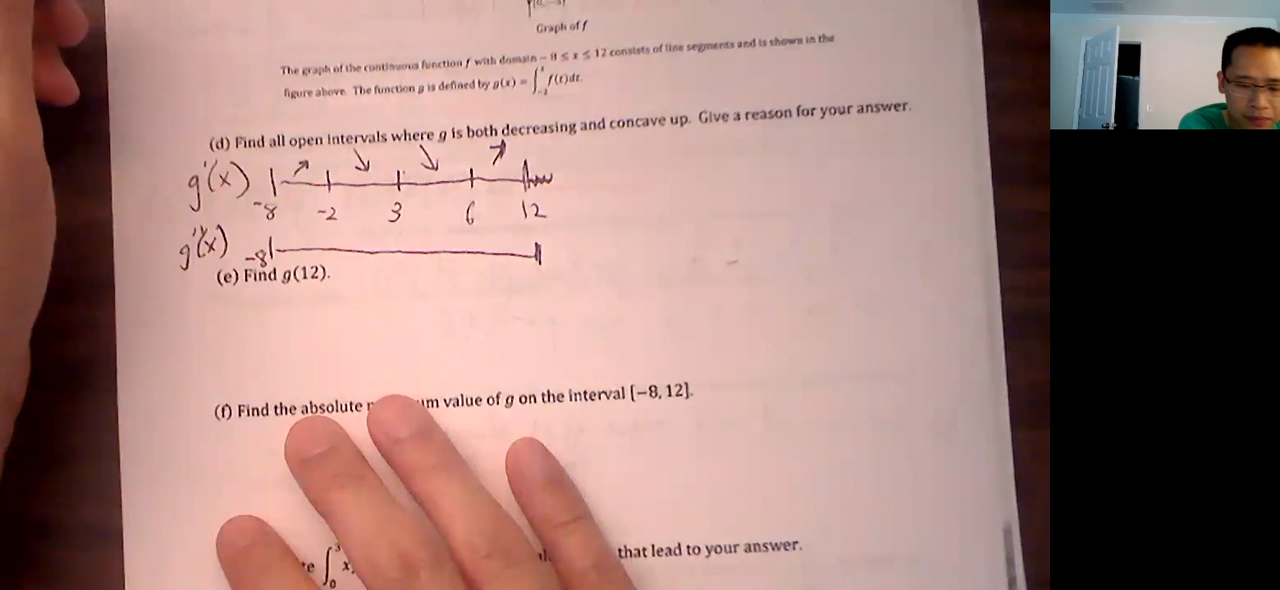 Graph of f
The graph of the continuous function f with domain −8 ≤ x ≤ 12 consists of line segments and is shown in the
figure above. The function g is defined by g(x) = ∫ f(t)dt.
(d) Find all open intervals where g is both decreasing and concave up. Give a reason for your answer.
g'(x)
-8 -2 3 6 12
g''(x) -8
(e) Find g(12).
(f) Find the absolute value of g on the interval [−8, 12].
∫₀³ x
that lead to your answer.